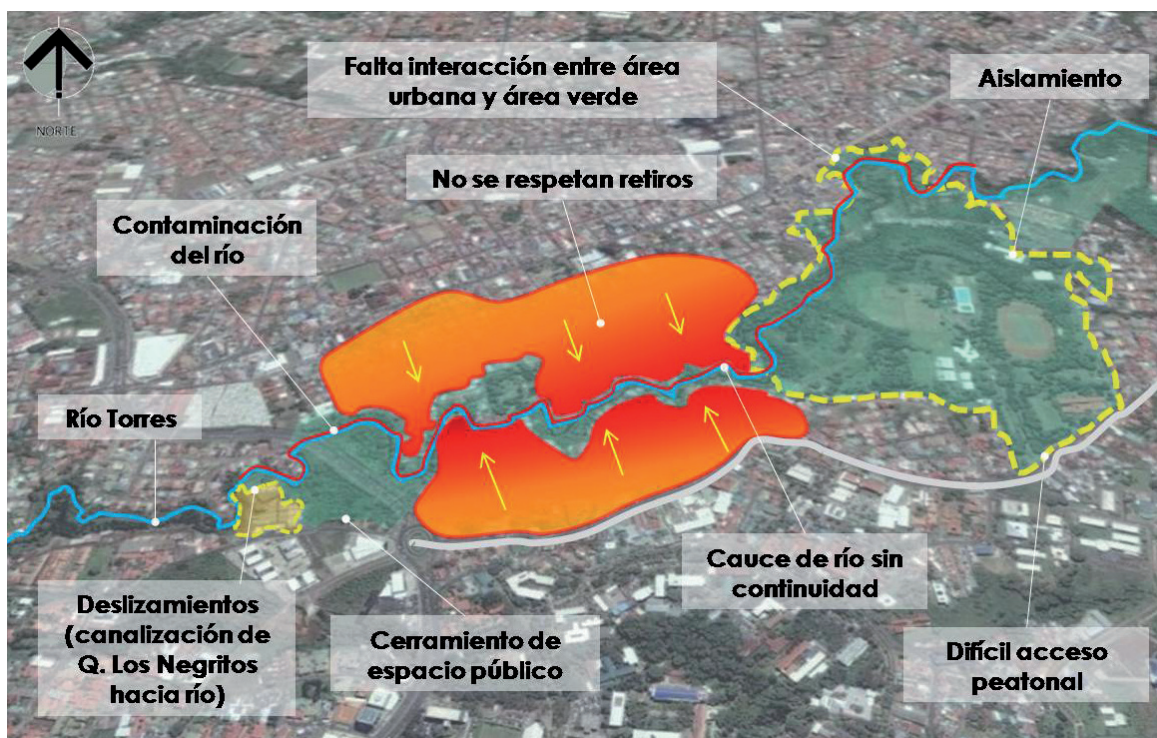 NORTE
Falta interacción entre área
urbana y área verde
Aislamiento
No se respetan retiros
Contaminación
del río
Río Torres
Deslizamientos
(canalización de
Q. Los Negritos
hacia río)
Cerramiento de
espacio público
Cauce de río sin
continuidad
Difícil acceso
peatonal